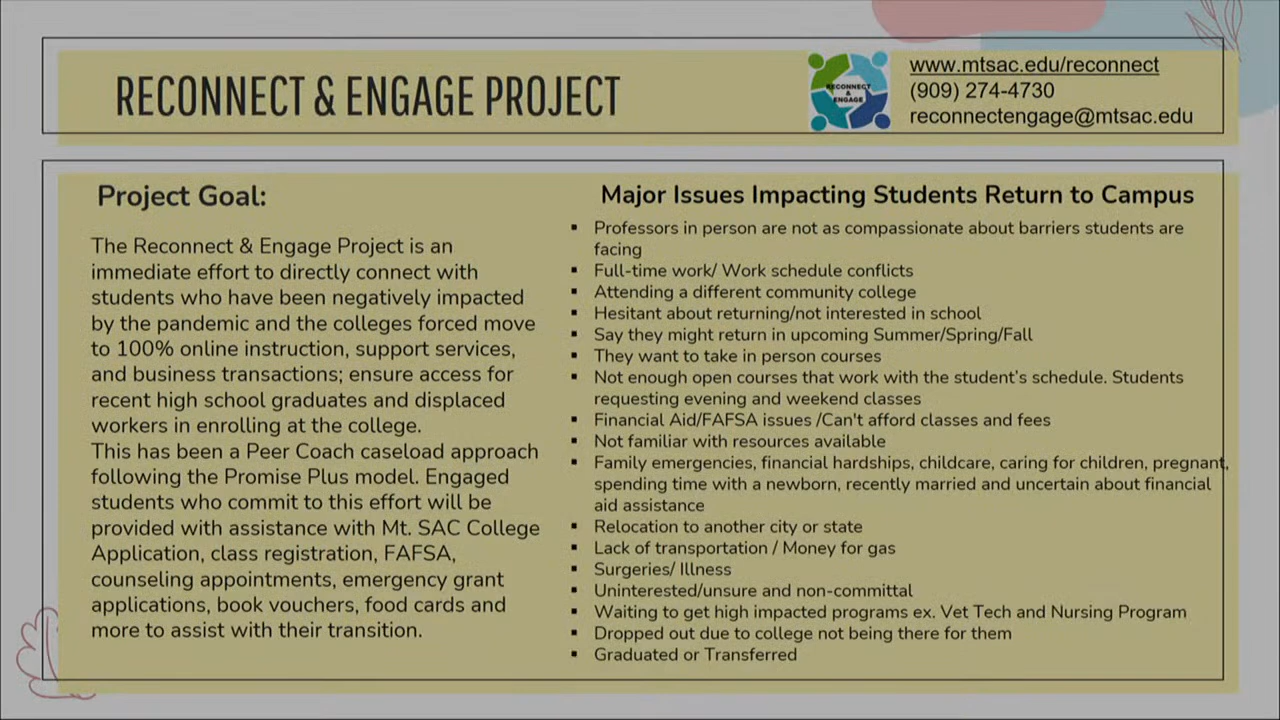 RECONNECT & ENGAGE PROJECT
RECONNECT
&
ENGAGE
www.mtsac.edu/reconnect
(909) 274-4730
reconnectengage@mtsac.edu
Project Goal:
The Reconnect & Engage Project is an
immediate effort to directly connect with
students who have been negatively impacted
by the pandemic and the colleges forced move
to 100% online instruction, support services,
and business transactions; ensure access for
recent high school graduates and displaced
workers in enrolling at the college.
This has been a Peer Coach caseload approach
following the Promise Plus model. Engaged
students who commit to this effort will be
provided with assistance with Mt. SAC College
Application, class registration, FAFSA,
counseling appointments, emergency grant
applications, book vouchers, food cards and
more to assist with their transition.
Major Issues Impacting Students Return to Campus
▪ Professors in person are not as compassionate about barriers students are
facing
▪ Full-time work/ Work schedule conflicts
▪ Attending a different community college
▪ Hesitant about returning/not interested in school
▪ Say they might return in upcoming Summer/Spring/Fall
▪ They want to take in person courses
▪ Not enough open courses that work with the student's schedule. Students
requesting evening and weekend classes
▪ Financial Aid/FAFSA issues /Can't afford classes and fees
▪ Not familiar with resources available
▪ Family emergencies, financial hardships, childcare, caring for children, pregnant,
spending time with a newborn, recently married and uncertain about financial
aid assistance
▪ Relocation to another city or state
▪ Lack of transportation / Money for gas
▪ Surgeries/ Illness
▪ Uninterested/unsure and non-committal
▪ Waiting to get high impacted programs ex. Vet Tech and Nursing Program
▪ Dropped out due to college not being there for them
▪ Graduated or Transferred